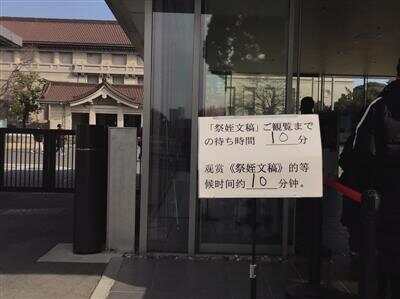 「祭姪文稿」ご観覧まで
の待ち時間 10 分
观赏《祭姪文稿》的等
候时间约 10 分钟。